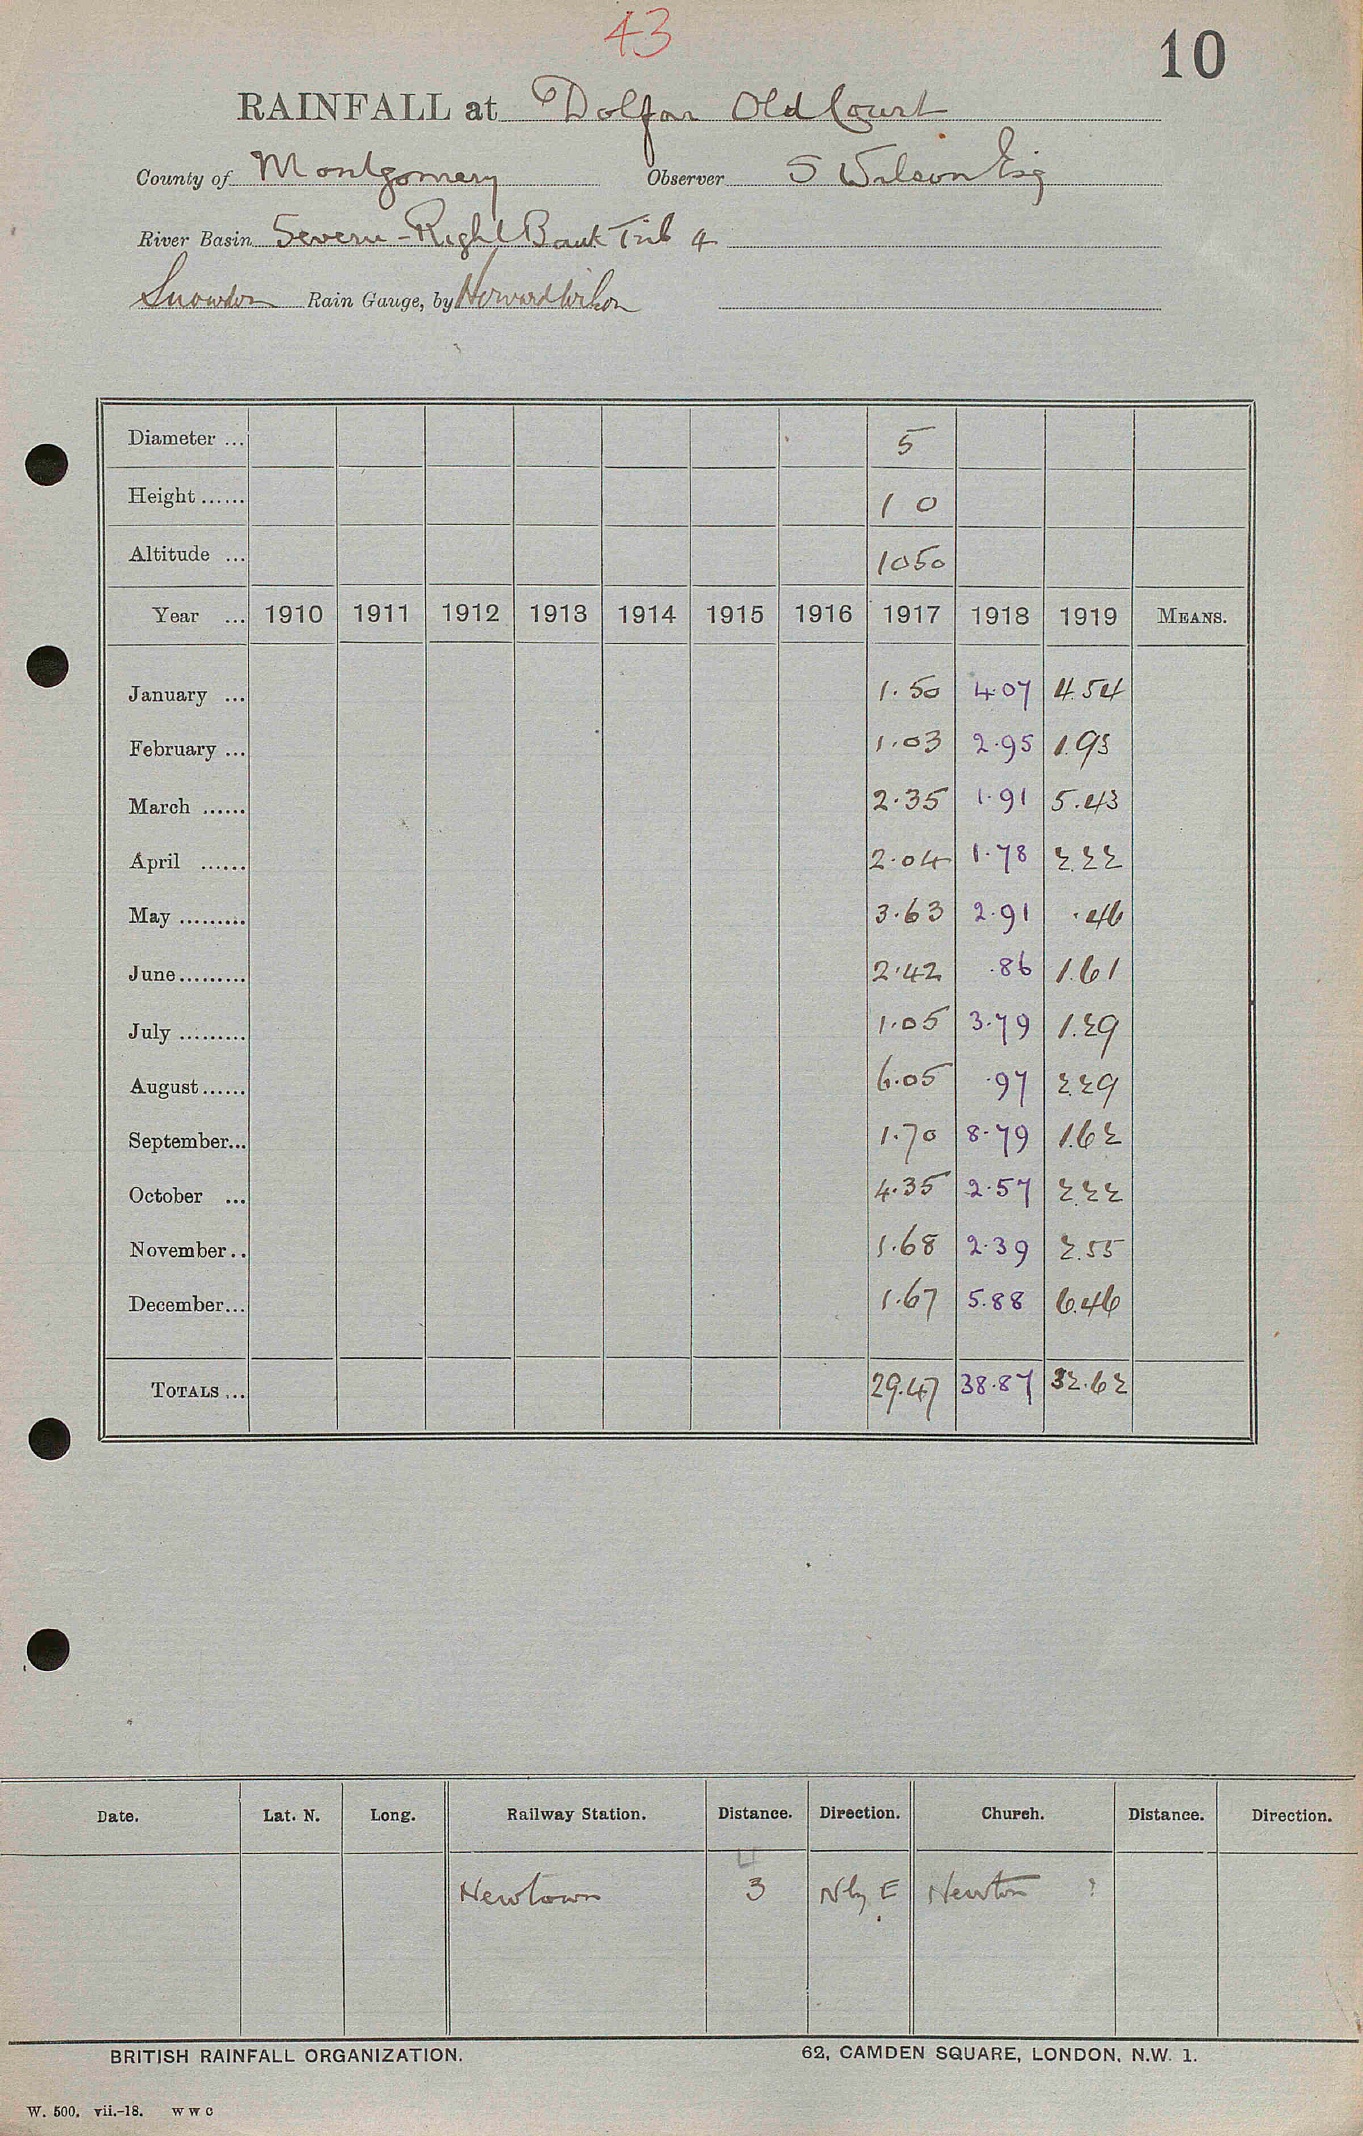 43
10
RAINFALL at Dolfor Old Court
County of Montgomery Observer S Wilson Esq
River Basin Severn - Right Bank Trib 4
Snowdon Rain Gauge, by Howard Wilson
Diameter ... 5
Height ...... 1 0
Altitude ... 1050
Year ... 1910 1911 1912 1913 1914 1915 1916 1917 1918 1919 MEANS.
January ... 1.50 4.07 4.54
February ... 1.03 2.95 1.93
March ...... 2.35 1.91 5.43
April ...... 2.04 1.78 2.22
May ......... 3.63 2.91 .46
June ......... 2.42 .86 1.61
July ......... 1.05 3.79 1.29
August ...... 6.05 .97 2.29
September... 1.70 8.79 1.62
October ... 4.35 2.57 2.22
November .. 1.68 2.39 2.55
December... 1.67 5.88 6.46
TOTALS ... 29.47 38.87 32.62
Date. Lat. N. Long. Railway Station. Distance. Direction. Church. Distance. Direction.
Newtown 3 N by E Newton ?
BRITISH RAINFALL ORGANIZATION. 62, CAMDEN SQUARE, LONDON, N.W. 1.
W. 500. vii.-18. W W C